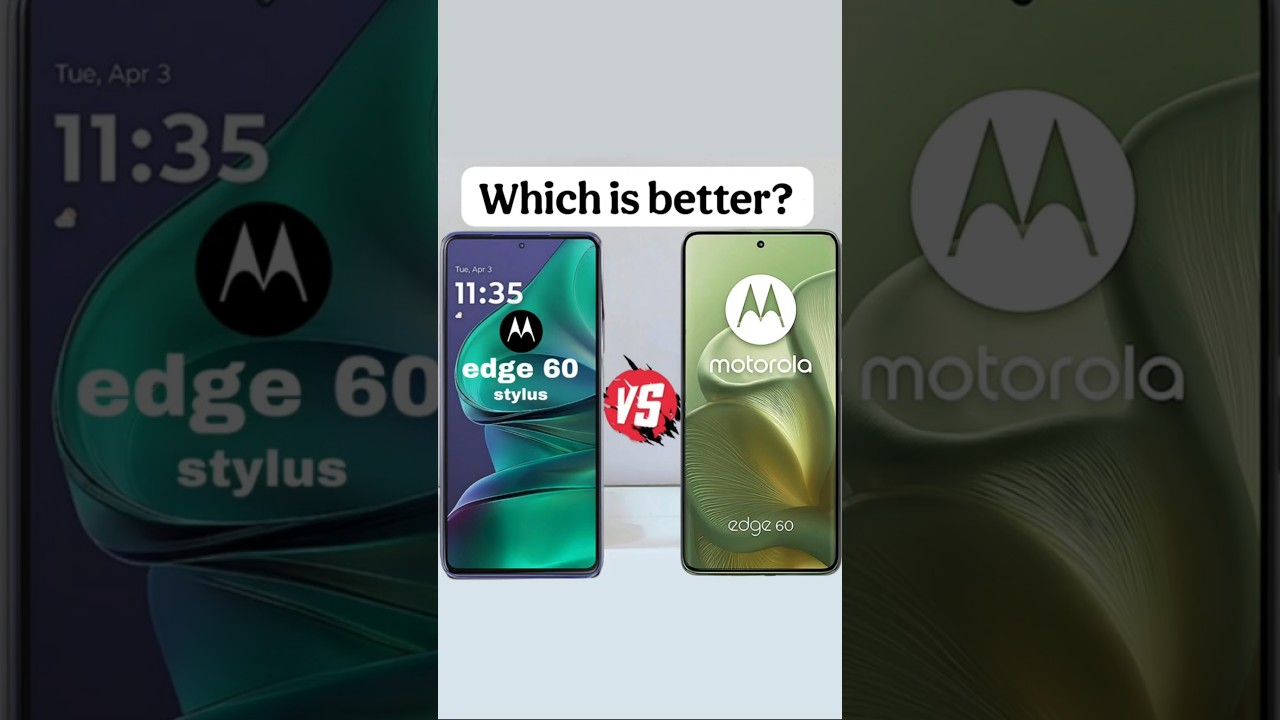 Tue, Apr 3
11:35
edge 60
stylus
Which is better?
Tue, Apr 3
11:35
edge 60
stylus
VS
motorola
edge 60
motorola